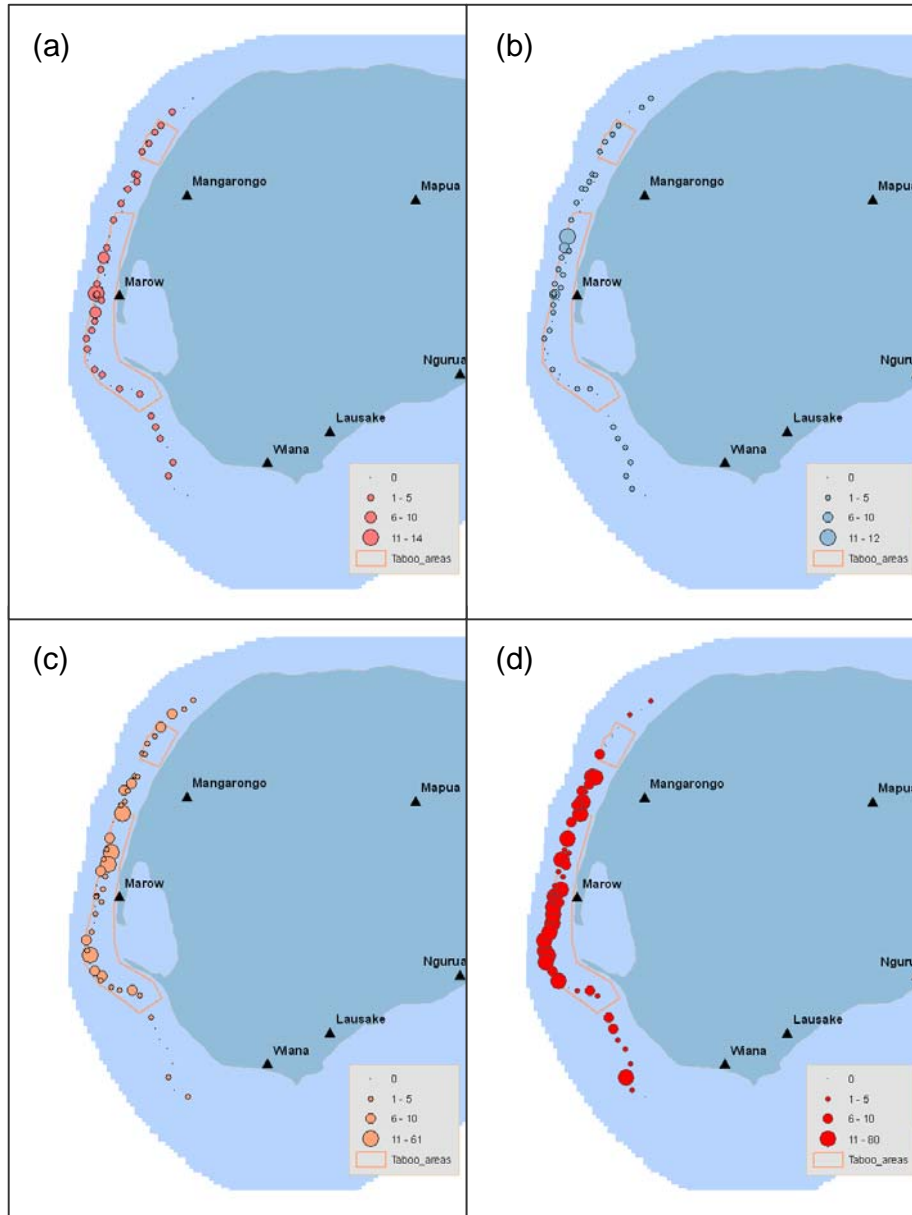 (a)
Mangarongo
Mapua
Marow
Ngurua
Lausake
Wiana
0
1 - 5
6 - 10
11 - 14
Taboo_areas
(b)
Mangarongo
Mapua
Marow
Ngurua
Lausake
Wiana
0
1 - 5
6 - 10
11 - 12
Taboo_areas
(c)
Mangarongo
Mapua
Marow
Ngurua
Lausake
Wiana
0
1 - 5
6 - 10
11 - 61
Taboo_areas
(d)
Mangarongo
Mapua
Marow
Ngurua
Lausake
Wiana
0
1 - 5
6 - 10
11 - 80
Taboo_areas